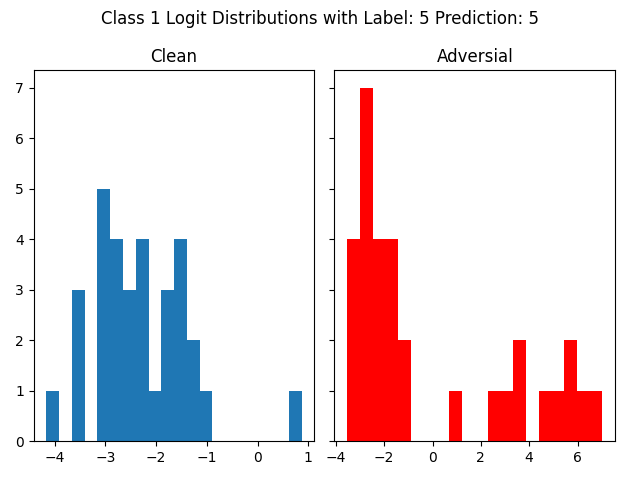 Class 1 Logit Distributions with Label: 5 Prediction: 5
Clean
Adversial
7
6
5
4
3
2
1
0
−4 −3 −2 −1 0 1
−4 −2 0 2 4 6